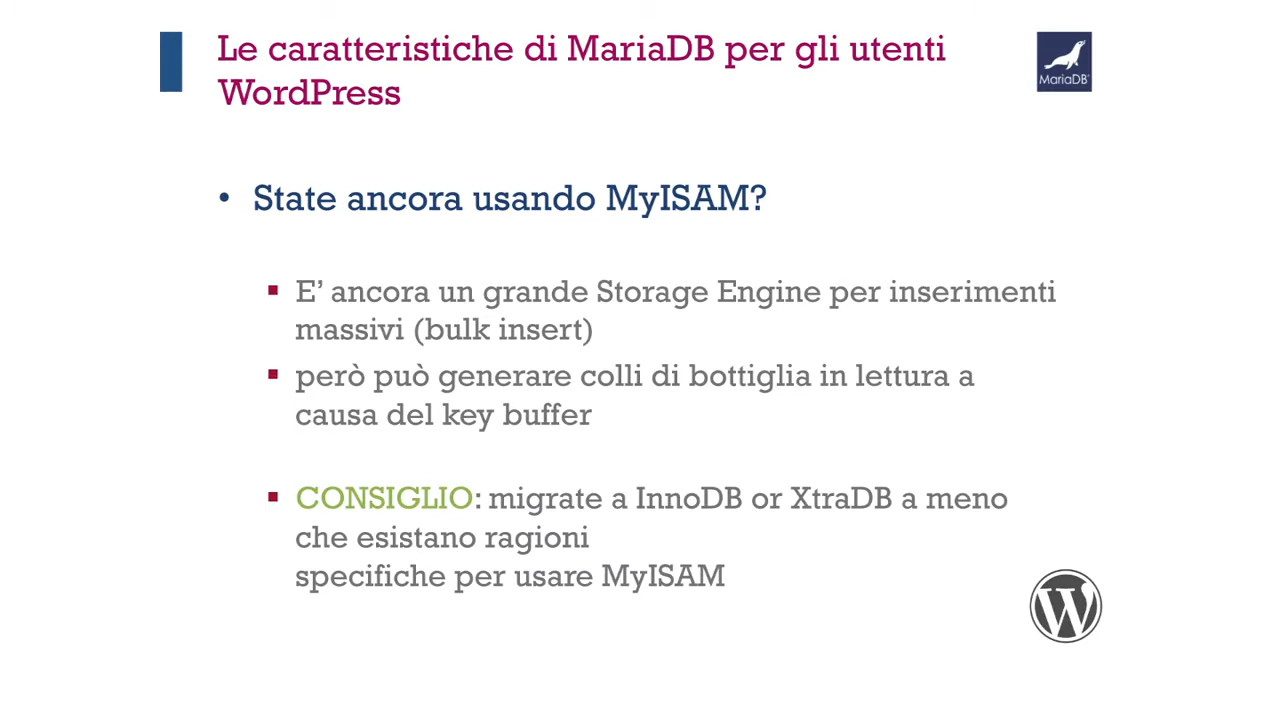 Le caratteristiche di MariaDB per gli utenti
WordPress
MariaDB
• State ancora usando MyISAM?
▪ E’ ancora un grande Storage Engine per inserimenti
massivi (bulk insert)
▪ però può generare colli di bottiglia in lettura a
causa del key buffer
▪ CONSIGLIO: migrate a InnoDB or XtraDB a meno
che esistano ragioni
specifiche per usare MyISAM
W